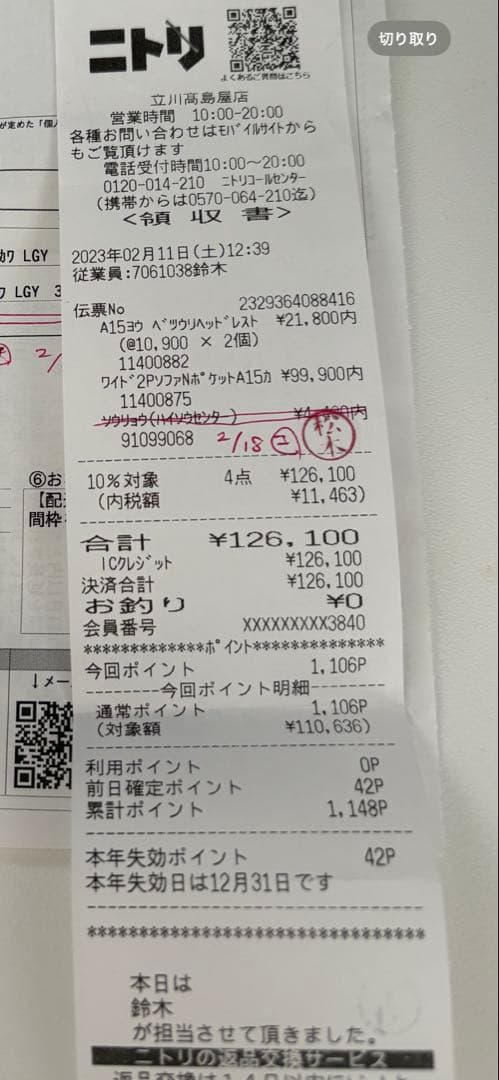 切り取り
ニトリ
よくあるご質問はこちら
立川髙島屋店
営業時間 10:00-20:00
各種お問い合わせはﾓﾊﾞｲﾙサイトから
もご覧頂けます
電話受付時間10:00～20:00
0120-014-210 ﾆﾄﾘｺｰﾙｾﾝﾀｰ
(携帯からは0570-064-210迄)
<領収書>
2023年02月11日(土)12:39
従業員:7061038鈴木
伝票No 2329364088416
A15ﾖｳ ﾍﾞﾂｳﾘﾍｯﾄﾞﾚｽﾄ ¥21,800内
(@10,900 × 2個)
11400882
ﾜｲﾄﾞ2PｿﾌｧNﾎﾟｹｯﾄA15ｶ ¥99,900内
11400875
ｿｳﾘｮｳ(ﾊｲｿｳｾﾝﾀｰ)
91099068 2/18
10%対象 4点 ¥126,100
(内税額 ¥11,463)
合計 ¥126,100
ICｸﾚｼﾞｯﾄ ¥126,100
決済合計 ¥126,100
お釣り ¥0
会員番号 XXXXXXXXX3840
*************ﾎﾟｲﾝﾄ**************
今回ポイント 1,106P
--------今回ポイント明細--------
通常ポイント 1,106P
(対象額 ¥110,636)
利用ポイント 0P
前日確定ポイント 42P
累計ポイント 1,148P
本年失効ポイント 42P
本年失効日は12月31日です
********************************
本日は
鈴木
が担当させて頂きました。
ニトリの返品交換サービス
LGY
LGY 3
2/
⑥お
【配
間枠
↓メー